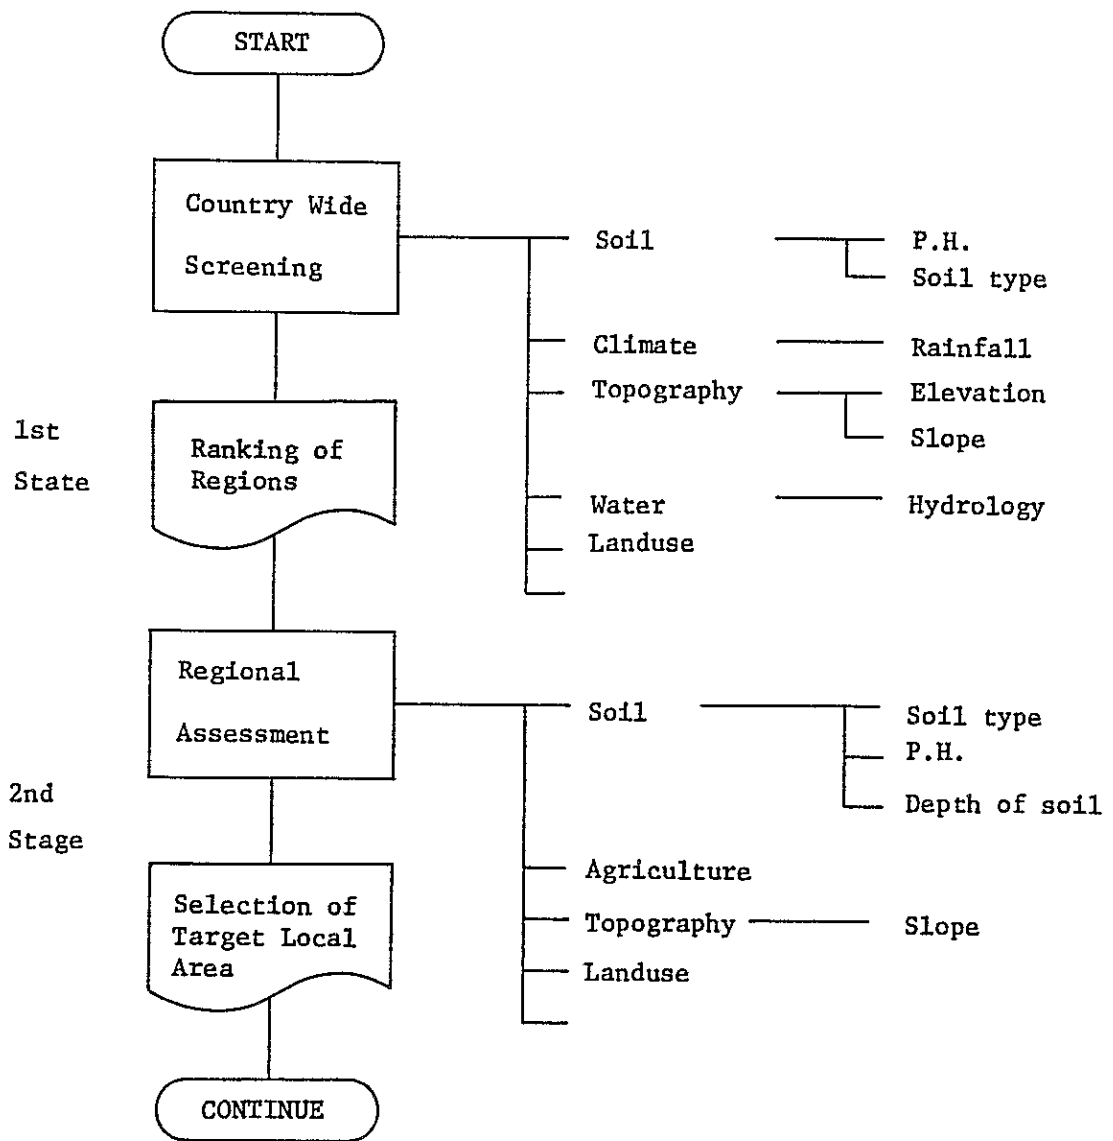 START
Country Wide
Screening
Soil
P.H.
Soil type
Climate
Rainfall
Topography
Elevation
Slope
1st
State
Ranking of
Regions
Water
Hydrology
Landuse
Regional
Assessment
Soil
Soil type
P.H.
Depth of soil
2nd
Stage
Agriculture
Selection of
Target Local
Area
Topography
Slope
Landuse
CONTINUE